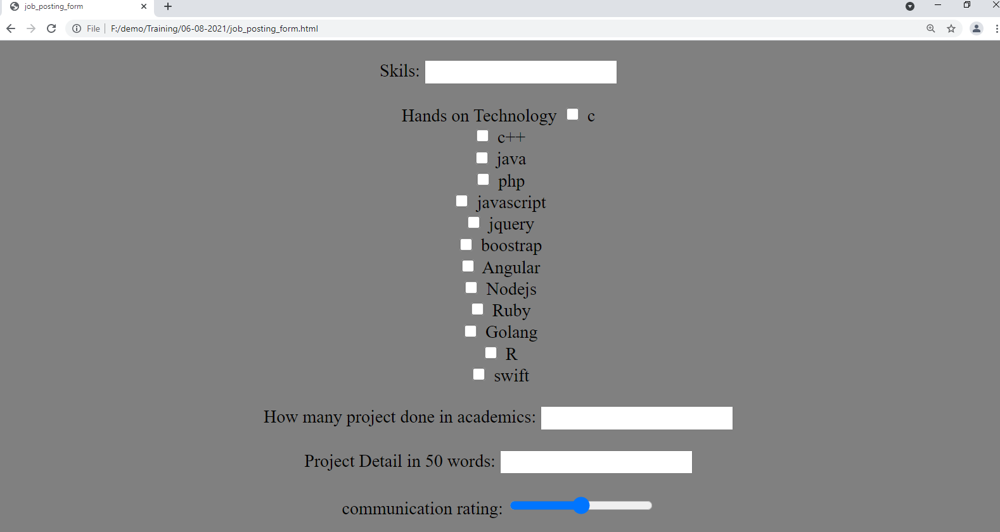 job_posting_form
File F:/demo/Training/06-08-2021/job_posting_form.html
Skils:
Hands on Technology c
c++
java
php
javascript
jquery
boostrap
Angular
Nodejs
Ruby
Golang
R
swift
How many project done in academics:
Project Detail in 50 words:
communication rating: